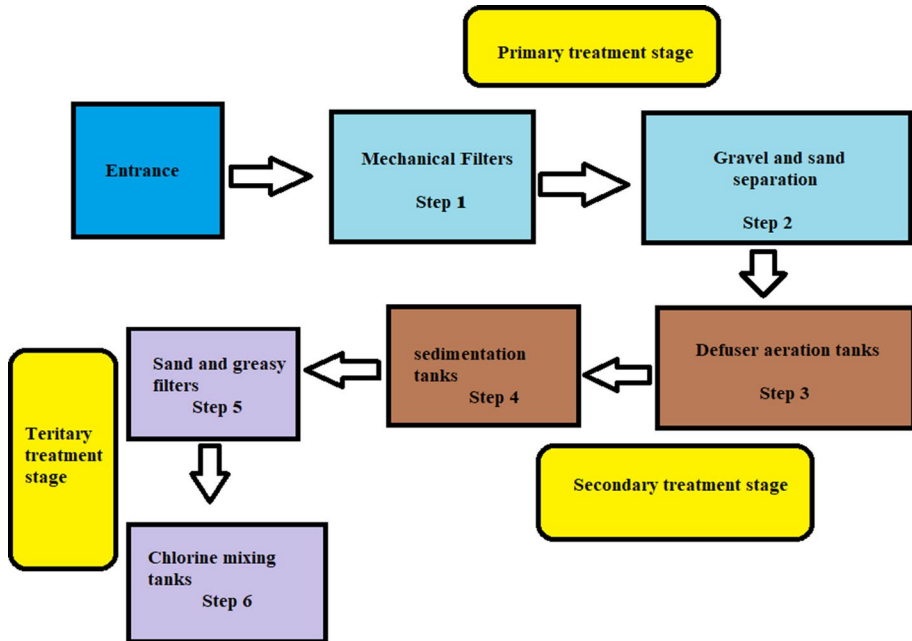 Primary treatment stage
Entrance
Mechanical Filters
Step 1
Gravel and sand
separation
Step 2
Defuser aeration tanks
Step 3
sedimentation
tanks
Step 4
Sand and greasy
filters
Step 5
Teritary
treatment
stage
Secondary treatment stage
Chlorine mixing
tanks
Step 6